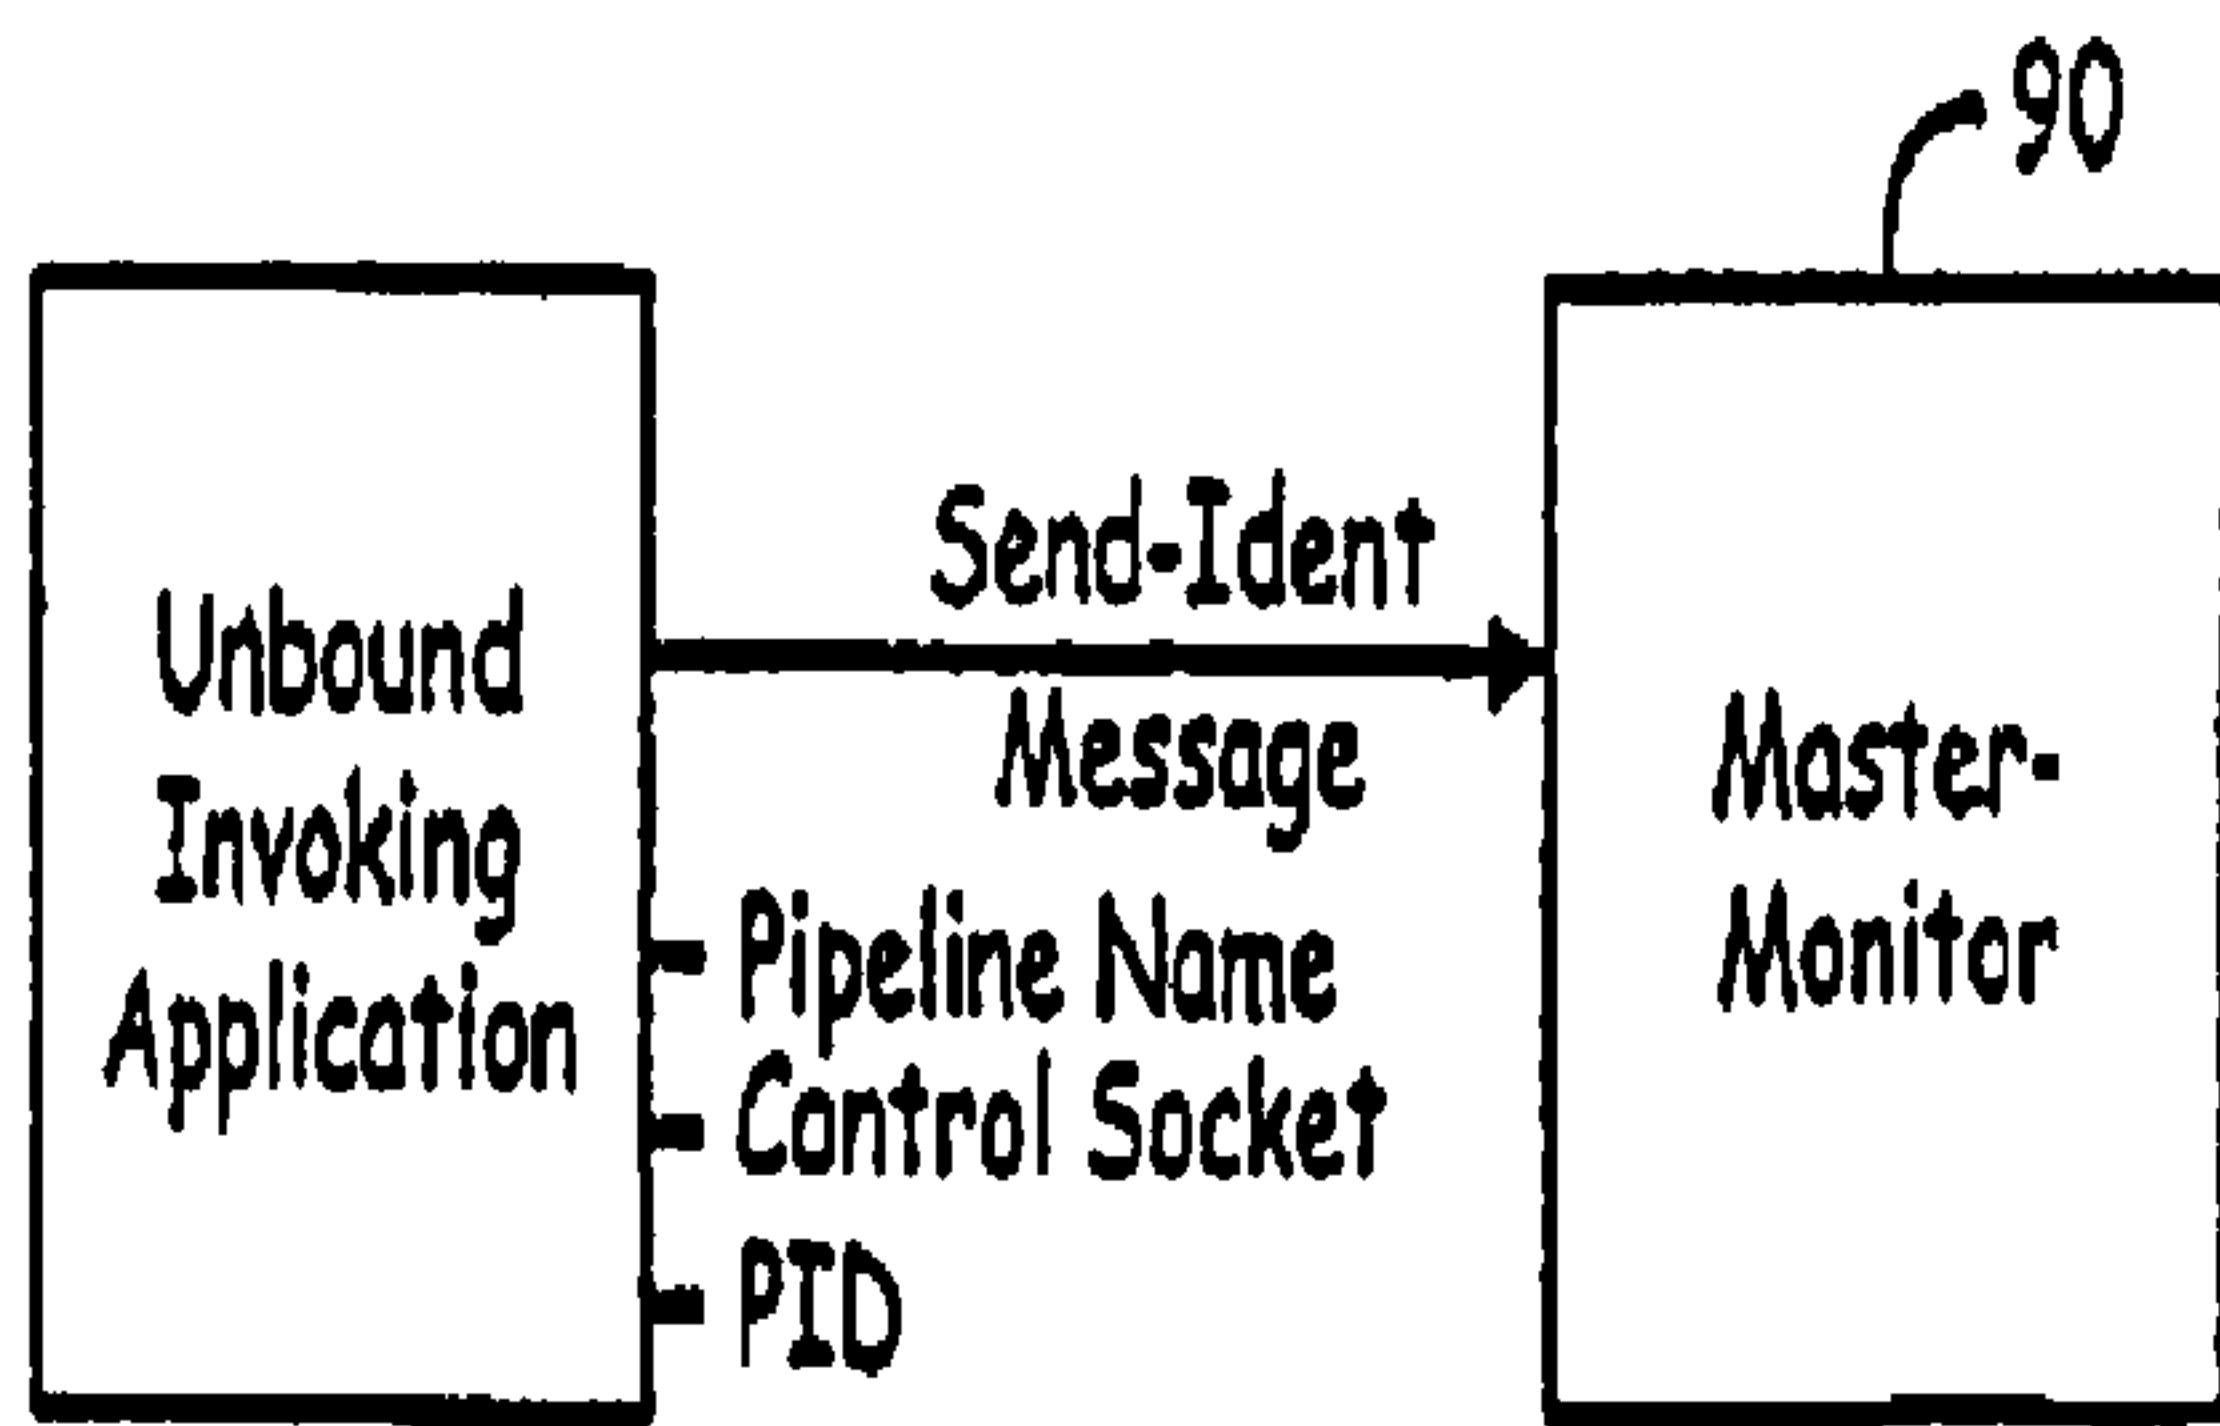 90
Unbound
Invoking
Application
Send-Ident
Message
Pipeline Name
Control Socket
PID
Master-
Monitor